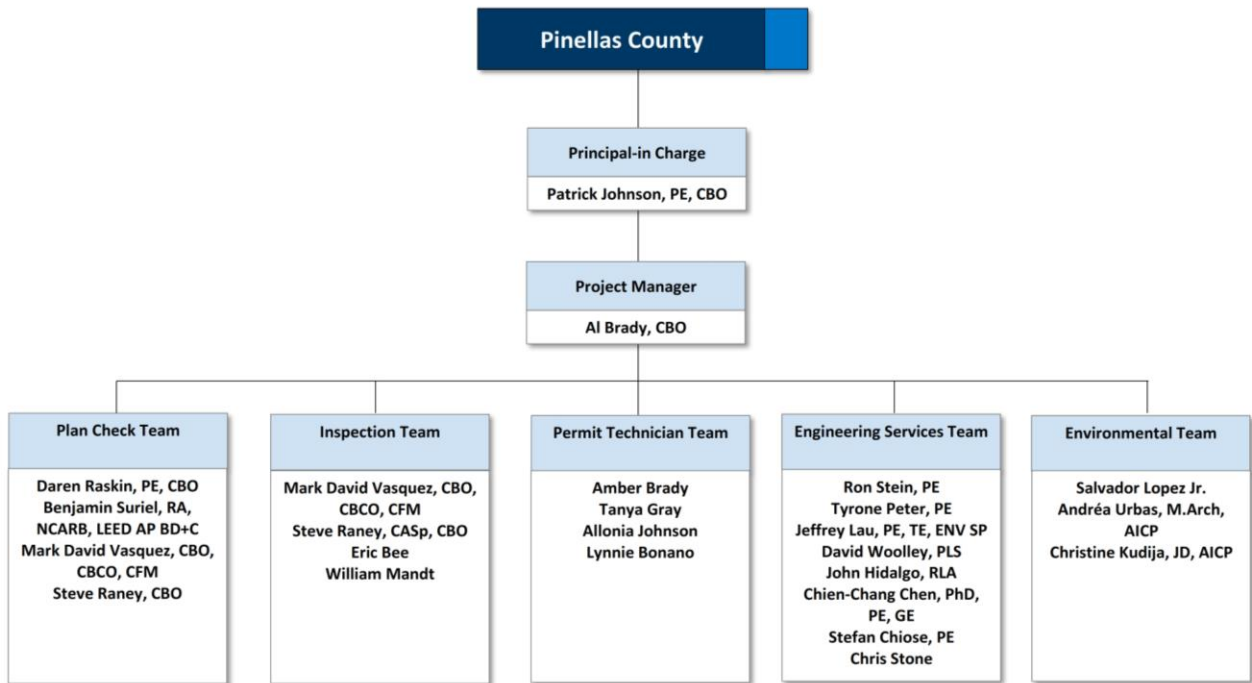 Pinellas County
Principal-in Charge
Patrick Johnson, PE, CBO
Project Manager
Al Brady, CBO
Plan Check Team
Daren Raskin, PE, CBO
Benjamin Suriel, RA,
NCARB, LEED AP BD+C
Mark David Vasquez, CBO,
CBCO, CFM
Steve Raney, CBO
Inspection Team
Mark David Vasquez, CBO,
CBCO, CFM
Steve Raney, CASp, CBO
Eric Bee
William Mandt
Permit Technician Team
Amber Brady
Tanya Gray
Allonia Johnson
Lynnie Bonano
Engineering Services Team
Ron Stein, PE
Tyrone Peter, PE
Jeffrey Lau, PE, TE, ENV SP
David Woolley, PLS
John Hidalgo, RLA
Chien-Chang Chen, PhD,
PE, GE
Stefan Chiose, PE
Chris Stone
Environmental Team
Salvador Lopez Jr.
Andréa Urbas, M.Arch,
AICP
Christine Kudija, JD, AICP